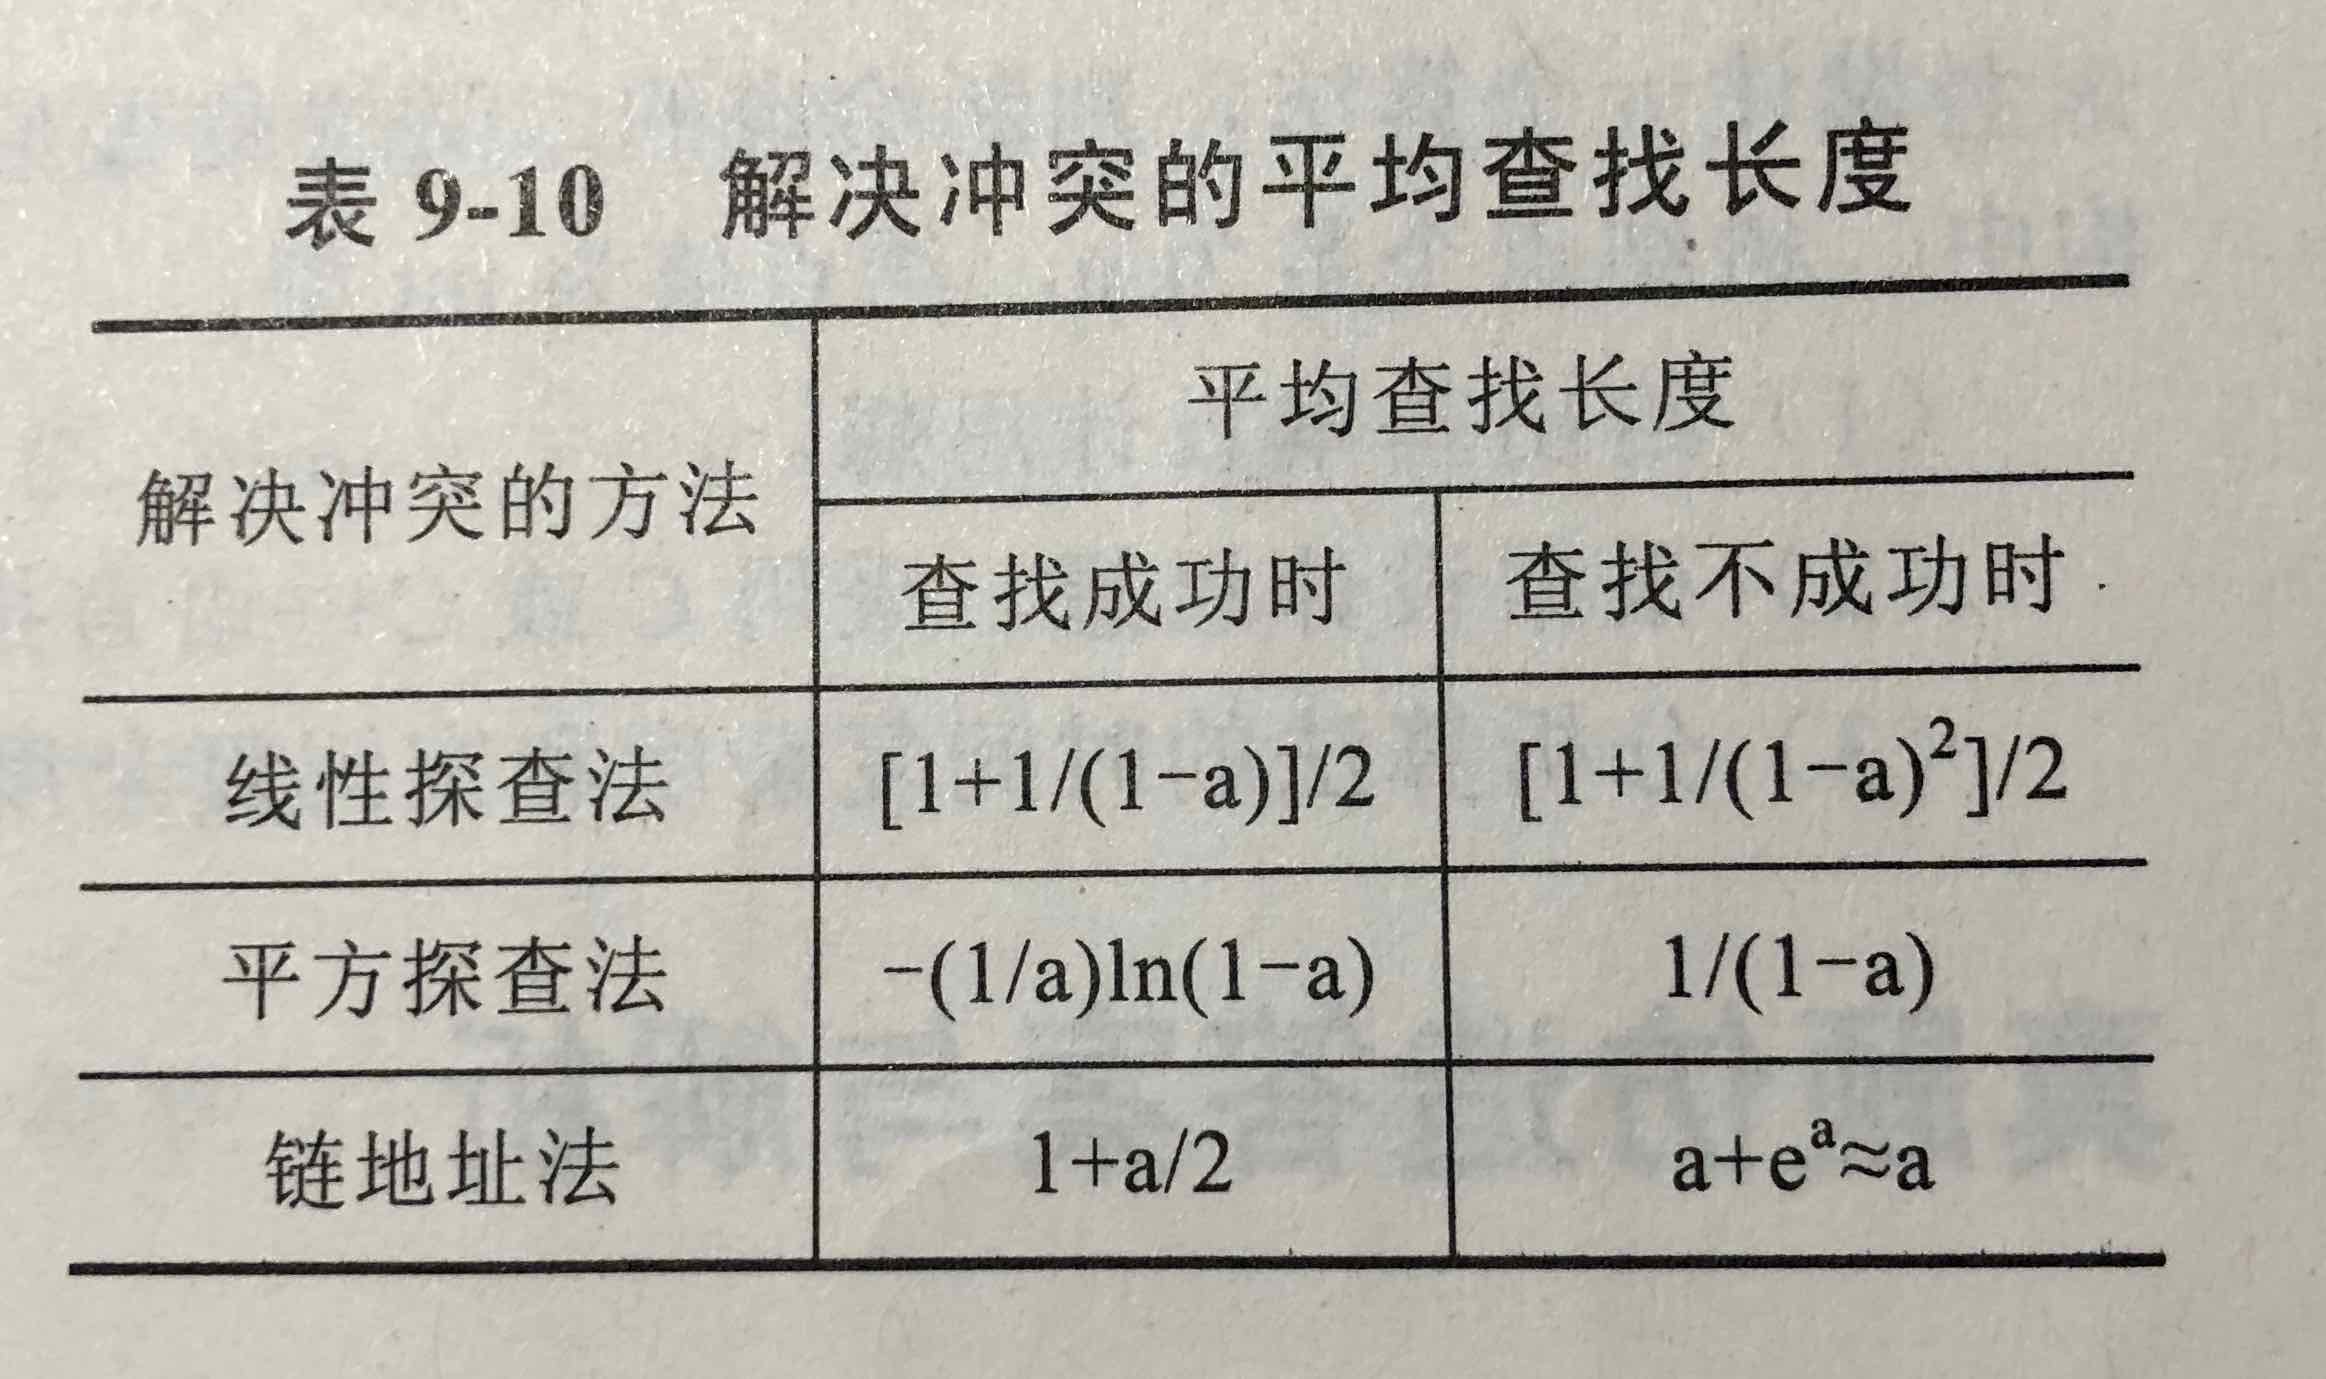 表 9-10 解决冲突的平均查找长度
解决冲突的方法
平均查找长度
查找成功时
查找不成功时
线性探查法
[1+1/(1-a)]/2
[1+1/(1-a)²]/2
平方探查法
-(1/a)ln(1-a)
1/(1-a)
链地址法
1+a/2
a+eᵃ≈a